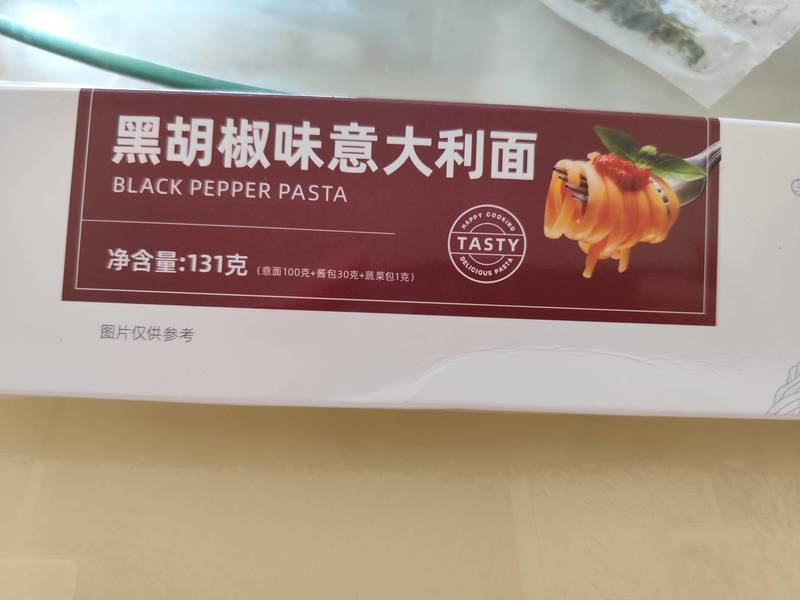 黑胡椒味意大利面
BLACK PEPPER PASTA
HAPPY COOKING
TASTY
DELICIOUS PASTA
净含量:131克（意面100克+酱包30克+蔬菜包1克）
图片仅供参考